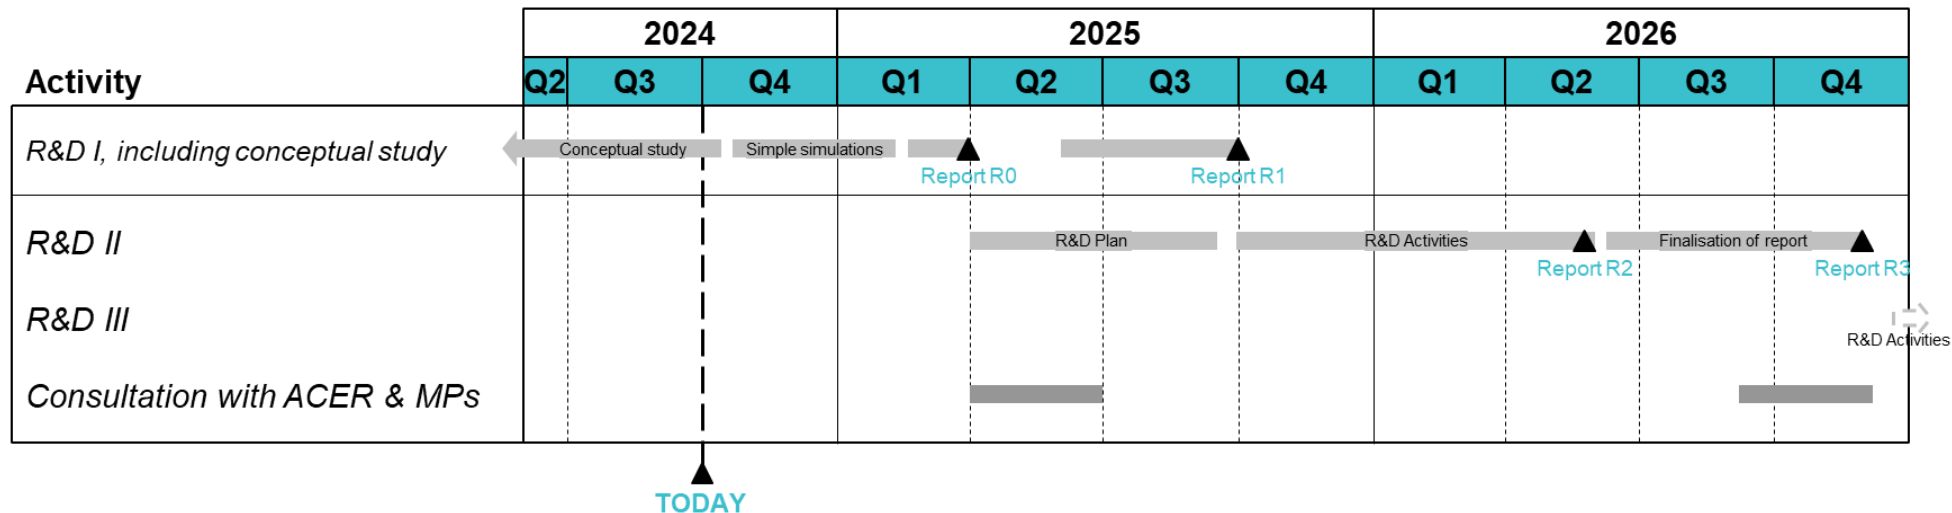 2024 2025 2026
Activity Q2 Q3 Q4 Q1 Q2 Q3 Q4 Q1 Q2 Q3 Q4
R&D I, including conceptual study Conceptual study Simple simulations
Report R0 Report R1
R&D II R&D Plan R&D Activities Finalisation of report
Report R2 Report R3
R&D III
R&D Activities
Consultation with ACER & MPs
TODAY